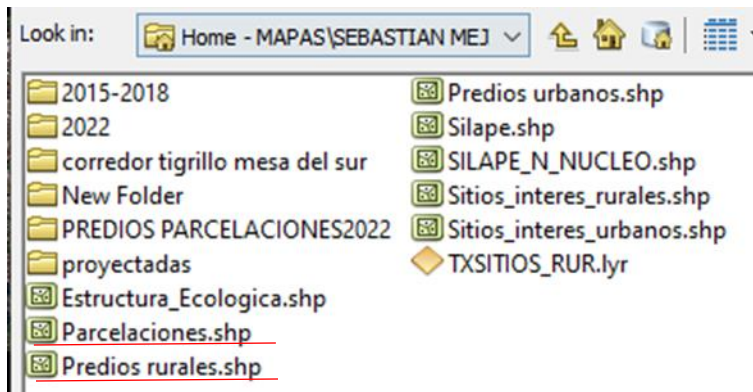 Look in: Home - MAPAS\SEBASTIAN MEJ
2015-2018
2022
corredor tigrillo mesa del sur
New Folder
PREDIOS PARCELACIONES2022
proyectadas
Estructura_Ecologica.shp
Parcelaciones.shp
Predios rurales.shp
Predios urbanos.shp
Silape.shp
SILAPE_N_NUCLEO.shp
Sitios_interes_rurales.shp
Sitios_interes_urbanos.shp
TXSITIOS_RUR.lyr